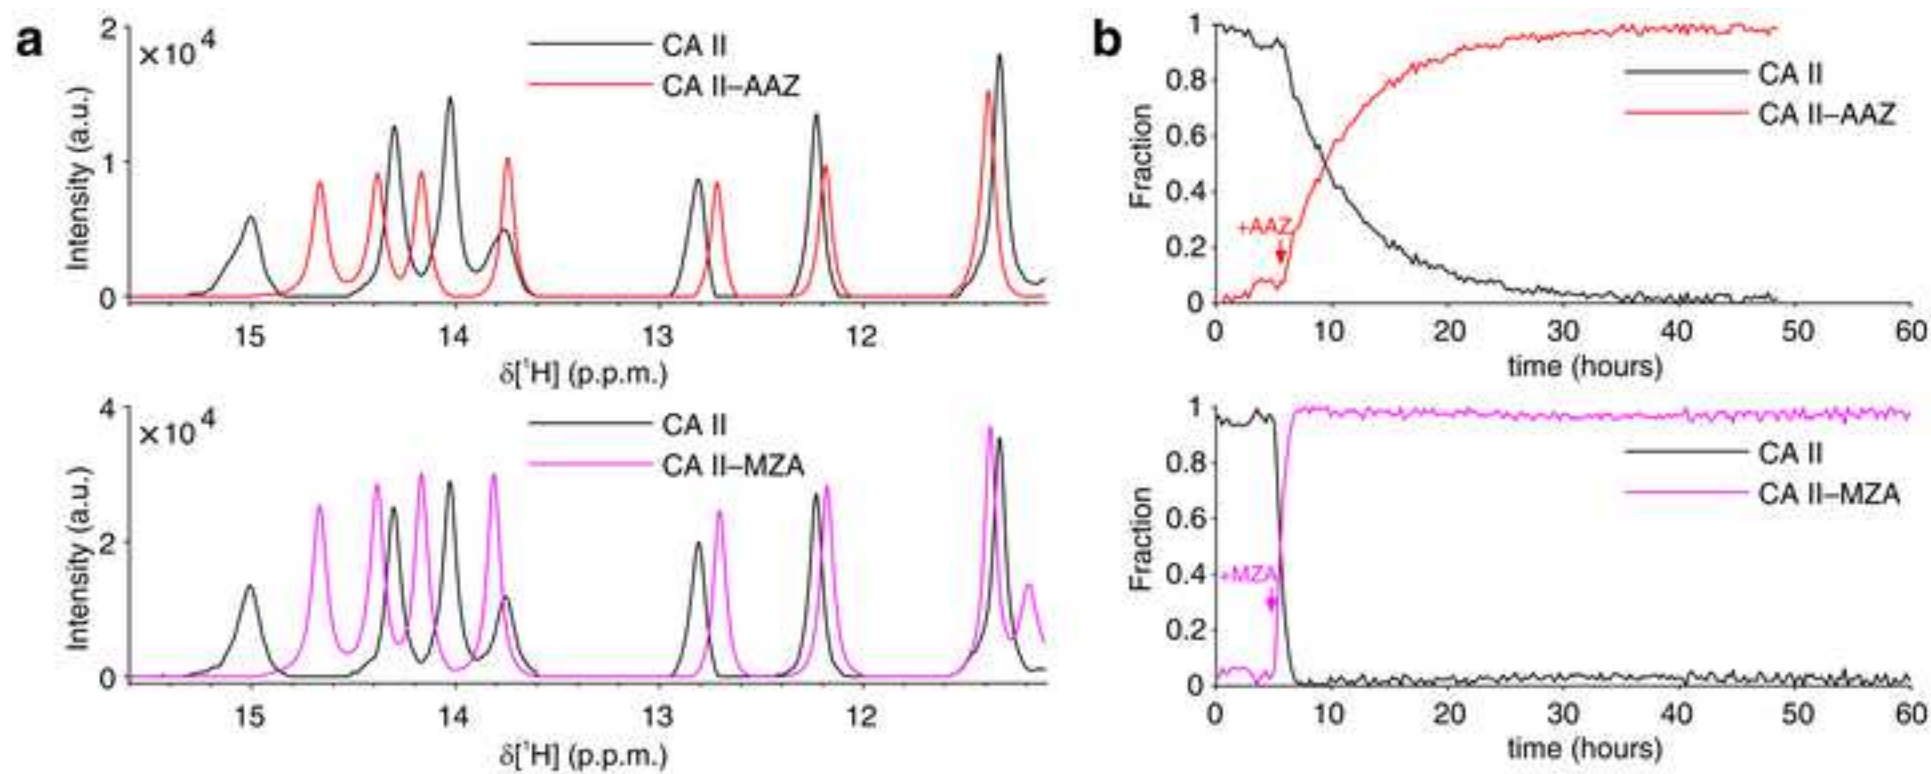 a
2
×10⁴
1
0
Intensity (a.u.)
CA II
CA II–AAZ
15
14
13
12
δ[¹H] (p.p.m.)
4
×10⁴
2
0
Intensity (a.u.)
CA II
CA II–MZA
15
14
13
12
δ[¹H] (p.p.m.)
b
1
0.8
0.6
0.4
0.2
0
Fraction
CA II
CA II–AAZ
+AAZ
0
10
20
30
40
50
60
time (hours)
1
0.8
0.6
0.4
0.2
0
Fraction
CA II
CA II–MZA
+MZA
0
10
20
30
40
50
60
time (hours)